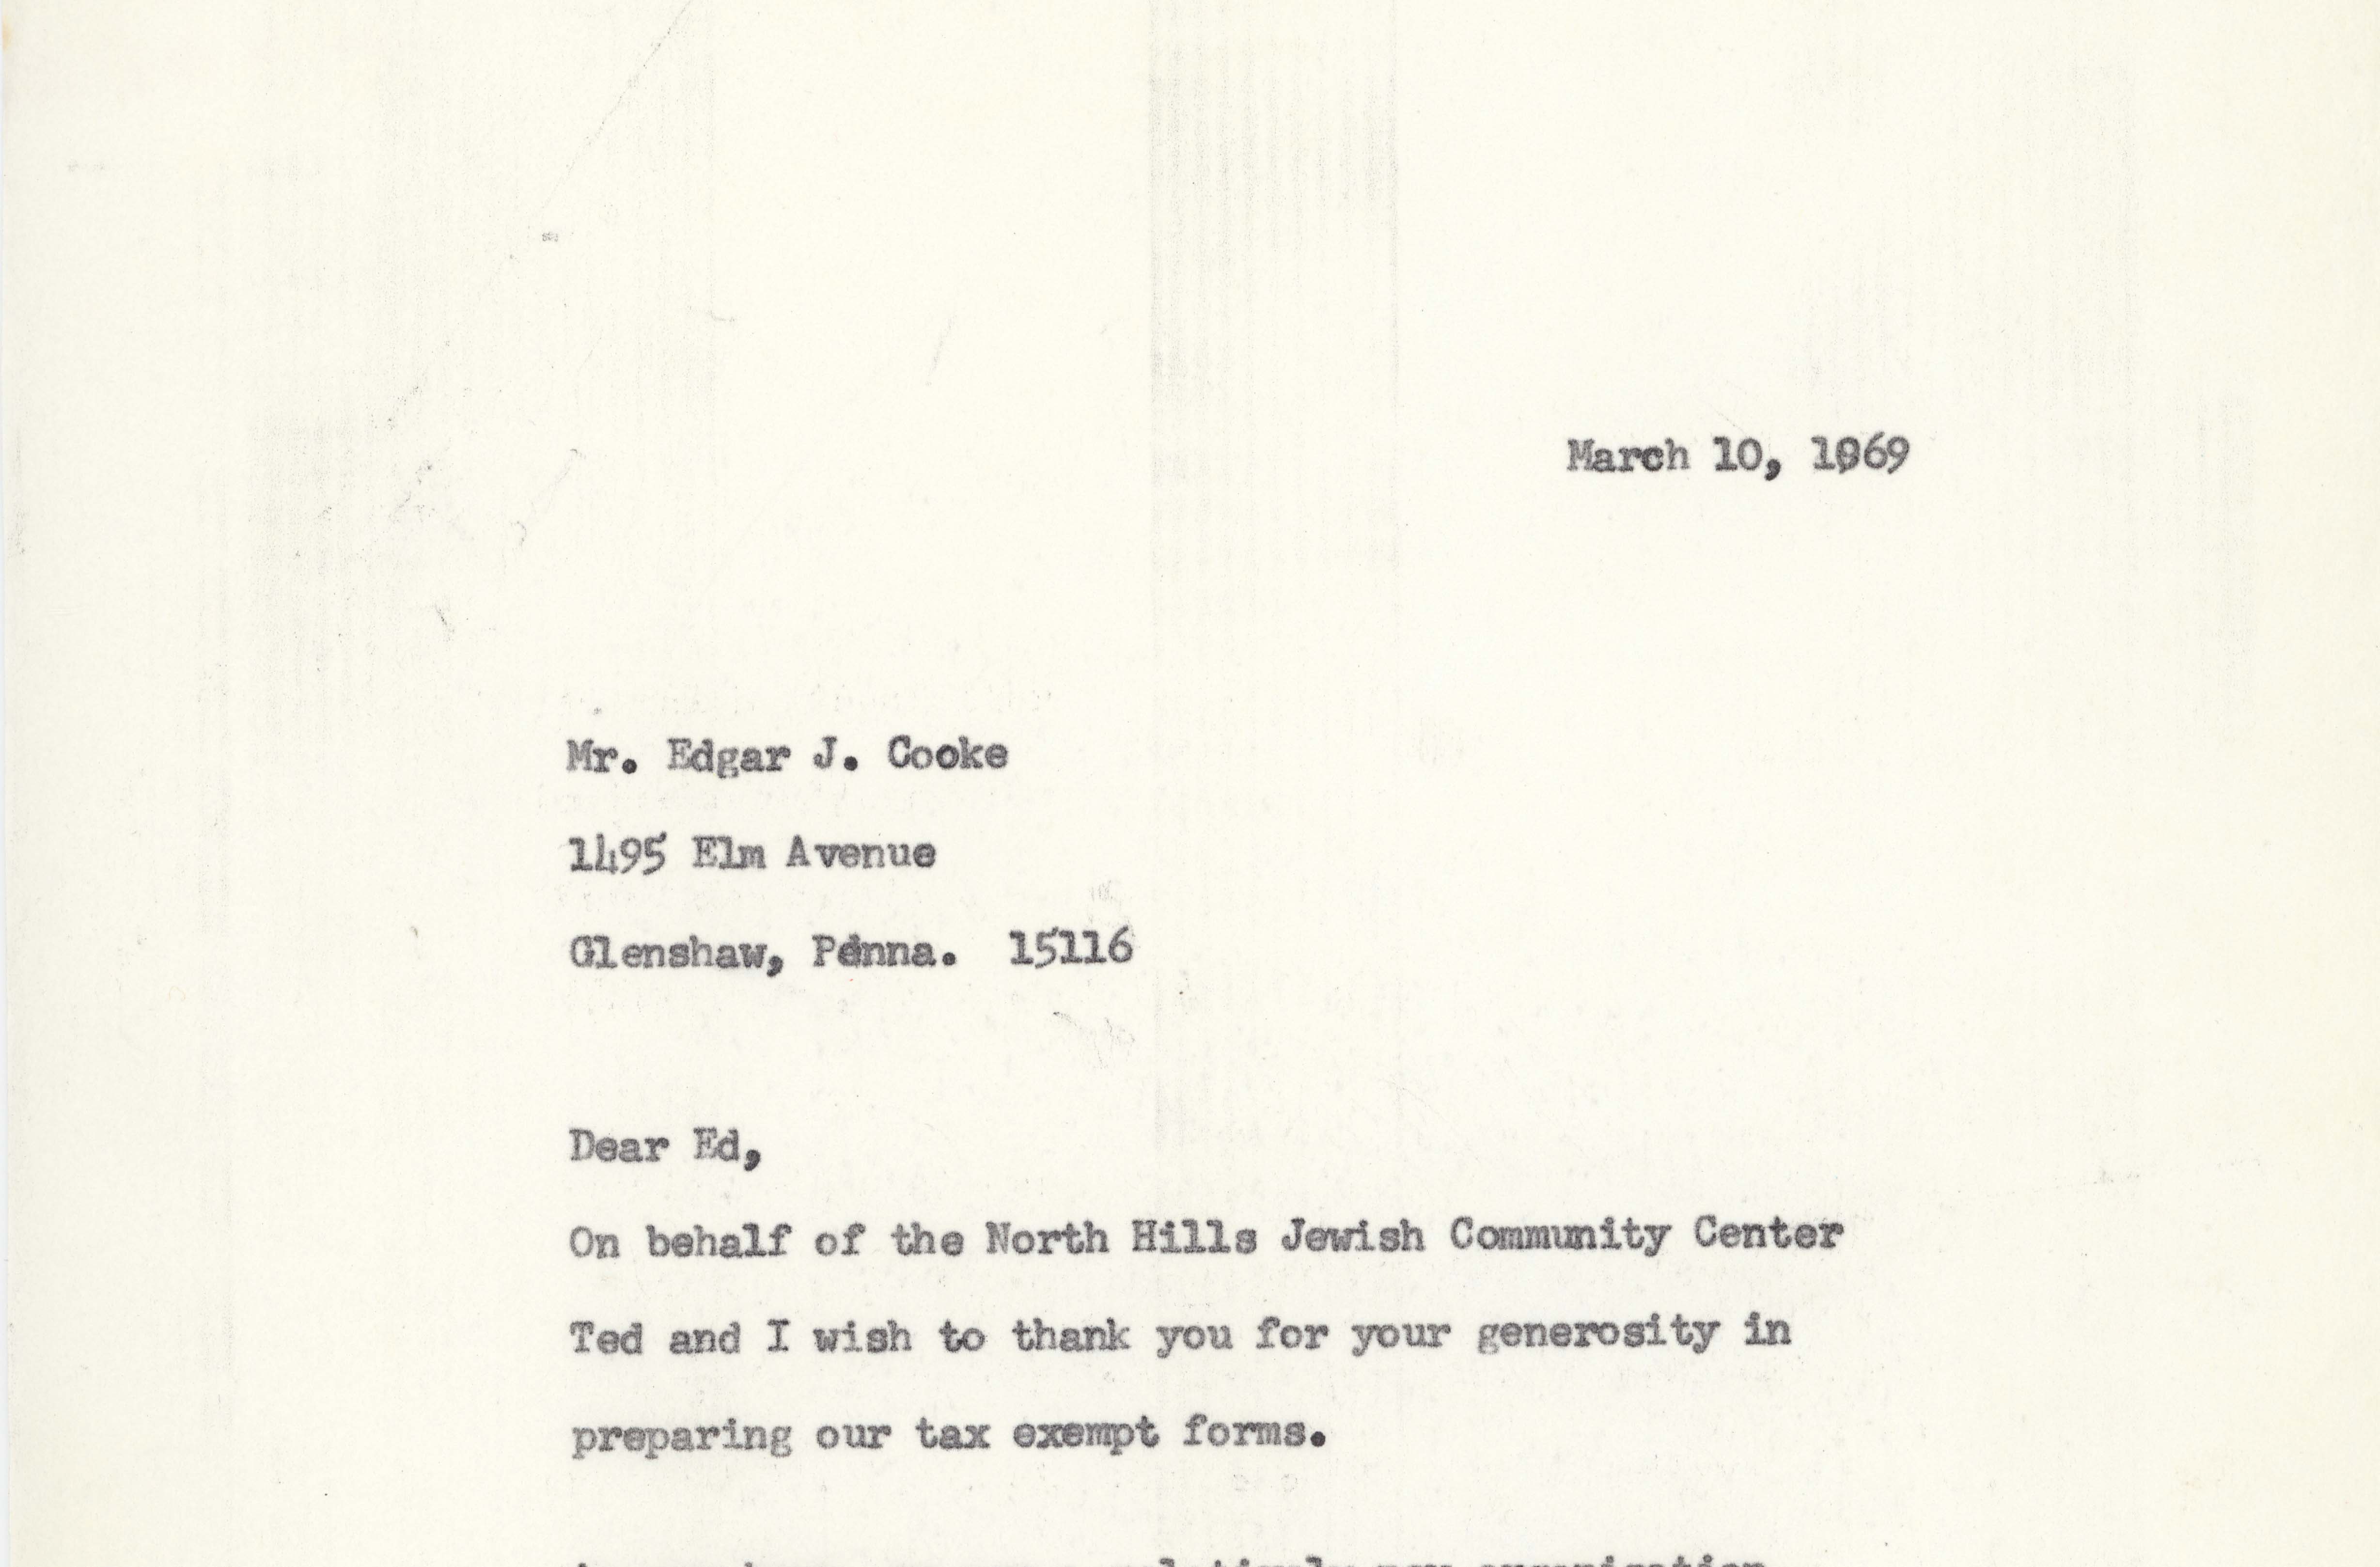 March 10, 1969
Mr. Edgar J. Cooke
1495 Elm Avenue
Glenshaw, Penna. 15116
Dear Ed,
On behalf of the North Hills Jewish Community Center
Ted and I wish to thank you for your generosity in
preparing our tax exempt forms.